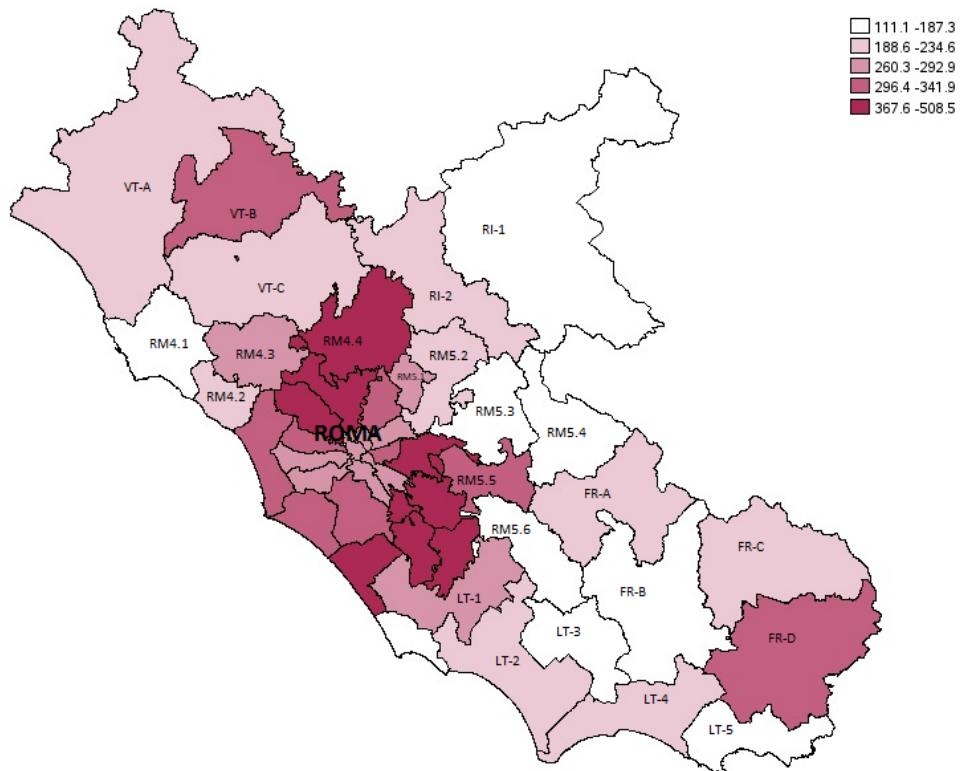 111.1 -187.3
188.6 -234.6
260.3 -292.9
296.4 -341.9
367.6 -508.5
VT-A
VT-B
RI-1
VT-C
RI-2
RM4.1
RM4.4
RM4.3
RM5.2
RM5.1
RM4.2
RM5.3
ROMA
RM5.4
RM5.5
FR-A
RM5.6
FR-C
FR-B
LT-1
LT-3
FR-D
LT-2
LT-4
LT-5